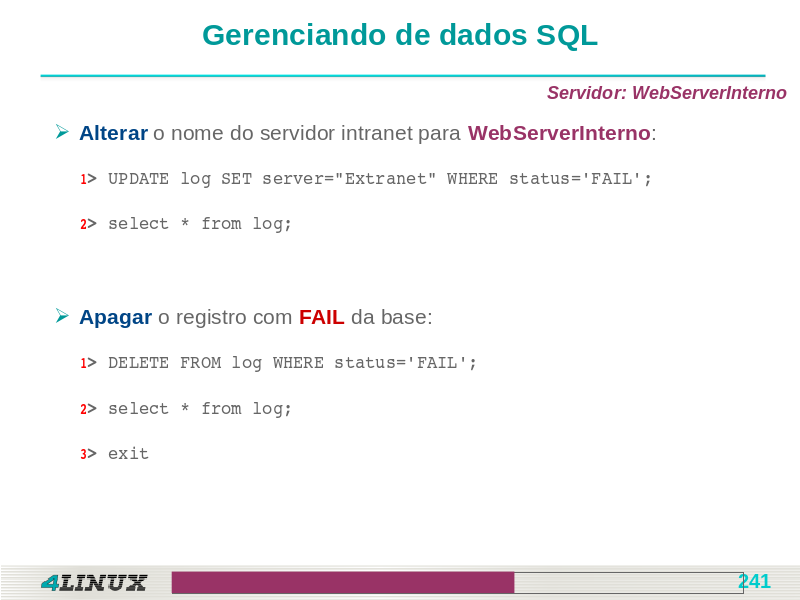 Gerenciando de dados SQL
Servidor: WebServerInterno
Alterar o nome do servidor intranet para WebServerInterno:
1> UPDATE log SET server="Extranet" WHERE status='FAIL';
2> select * from log;
Apagar o registro com FAIL da base:
1> DELETE FROM log WHERE status='FAIL';
2> select * from log;
3> exit
4LINUX
241